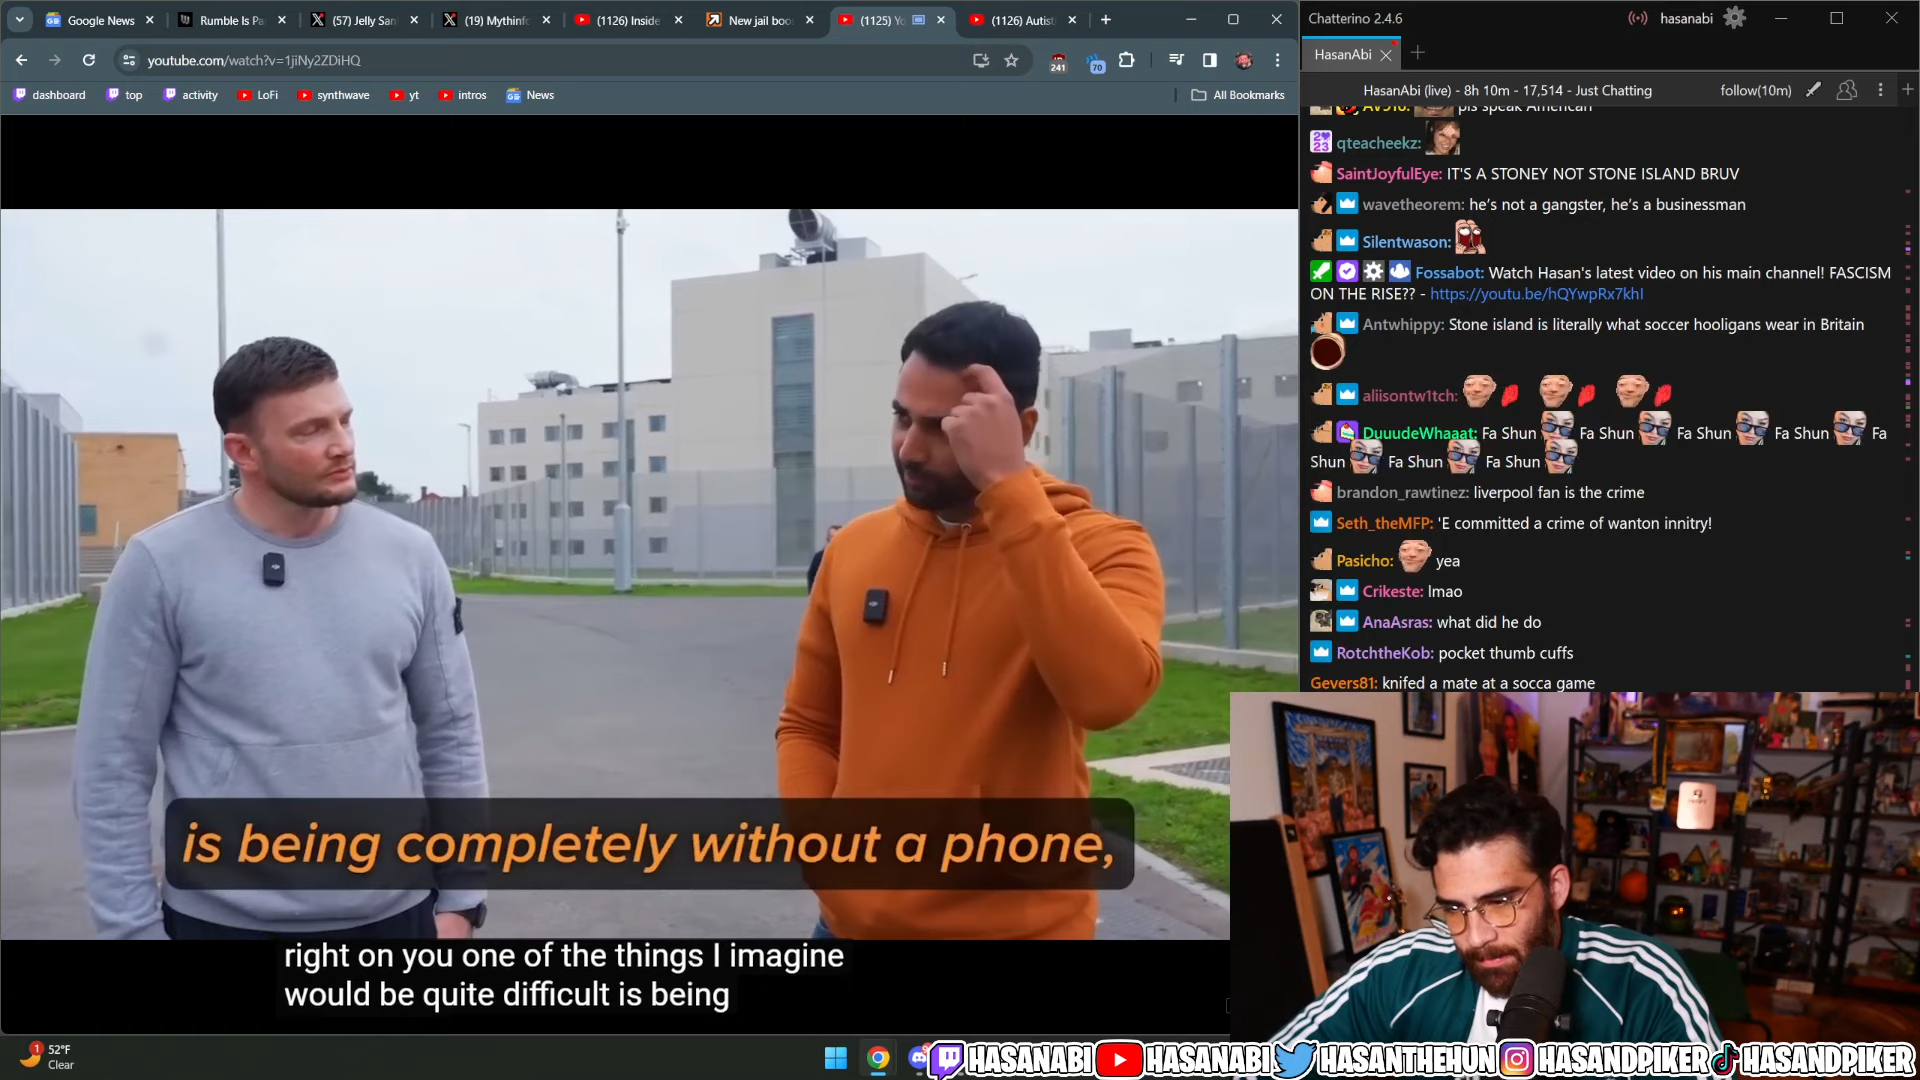 Google News
Rumble Is Pa
(57) Jelly San
(19) Mythinfo
(1126) Inside
New jail boo
(1125) Yo
(1126) Autist
youtube.com/watch?v=1jiNy2ZDiHQ
241
70
dashboard
top
activity
LoFi
synthwave
yt
intros
News
All Bookmarks
is being completely without a phone,
right on you one of the things I imagine
would be quite difficult is being
Chatterino 2.4.6
hasanabi
HasanAbi
HasanAbi (live) - 8h 10m - 17,514 - Just Chatting
follow(10m)
AV918: pls speak American
qteacheekz:
SaintJoyfulEye: IT'S A STONEY NOT STONE ISLAND BRUV
wavetheorem: he's not a gangster, he's a businessman
Silentwason:
Fossabot: Watch Hasan's latest video on his main channel! FASCISM
ON THE RISE?? - https://youtu.be/hQYwpRx7khI
Antwhippy: Stone island is literally what soccer hooligans wear in Britain
aliisontw1tch:
DuuudeWhaaat: Fa Shun Fa Shun Fa Shun Fa Shun Fa
Shun Fa Shun Fa Shun
brandon_rawtinez: liverpool fan is the crime
Seth_theMFP: 'E committed a crime of wanton innitry!
Pasicho: yea
Crikeste: lmao
AnaAsras: what did he do
RotchtheKob: pocket thumb cuffs
Gevers81: knifed a mate at a socca game
1
52°F
Clear
HASANABI HASANABI HASANTHEHUN HASANDPIKER HASANDPIKER